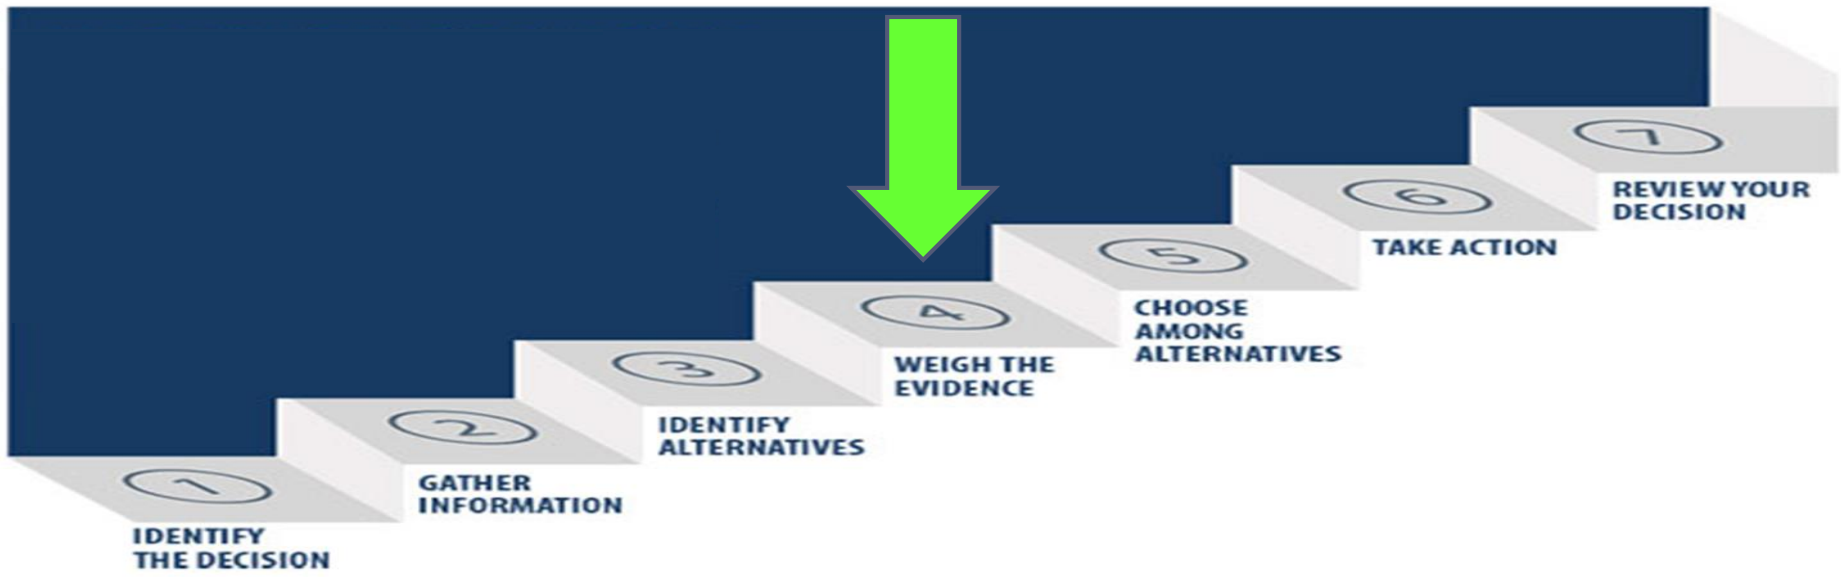 1
IDENTIFY
THE DECISION
2
GATHER
INFORMATION
3
IDENTIFY
ALTERNATIVES
4
WEIGH THE
EVIDENCE
5
CHOOSE
AMONG
ALTERNATIVES
6
TAKE ACTION
7
REVIEW YOUR
DECISION